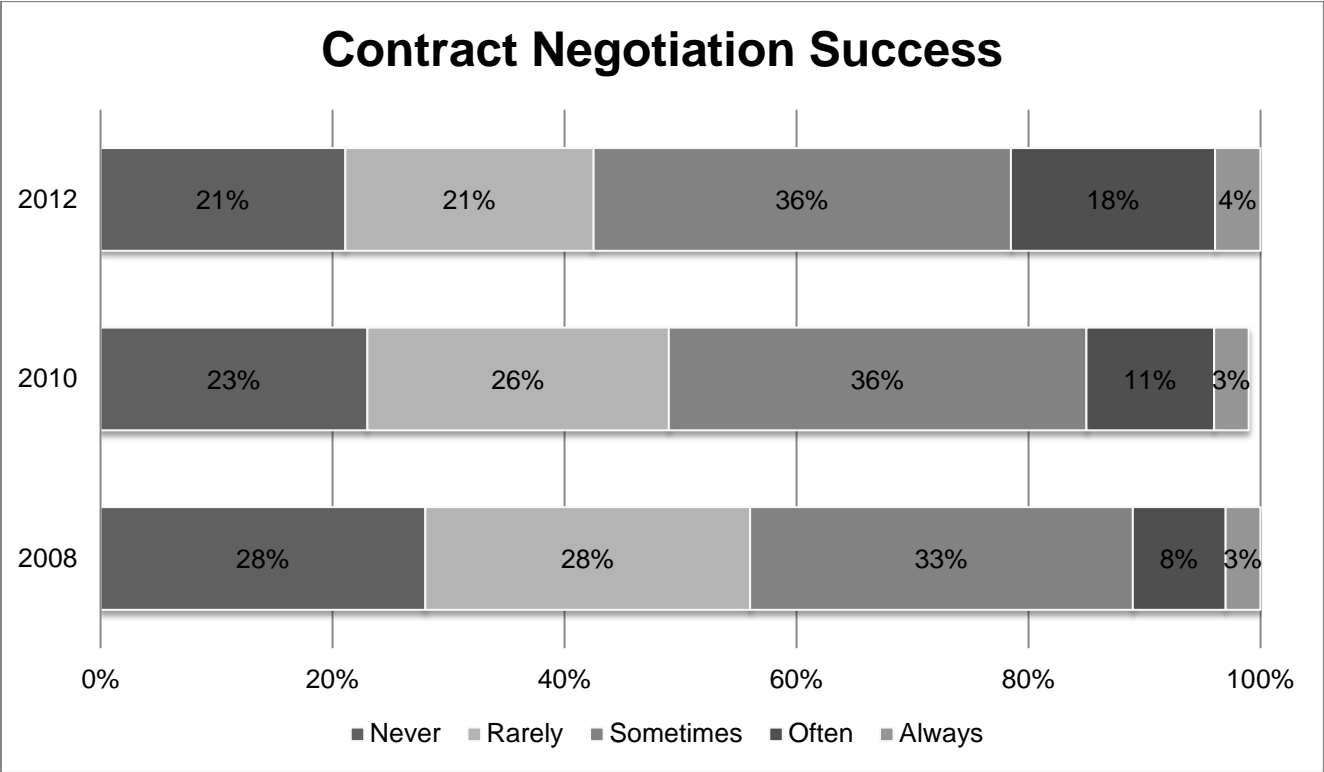 Contract Negotiation Success
2012
21% 21% 36% 18% 4%
2010
23% 26% 36% 11% 3%
2008
28% 28% 33% 8% 3%
0% 20% 40% 60% 80% 100%
Never Rarely Sometimes Often Always